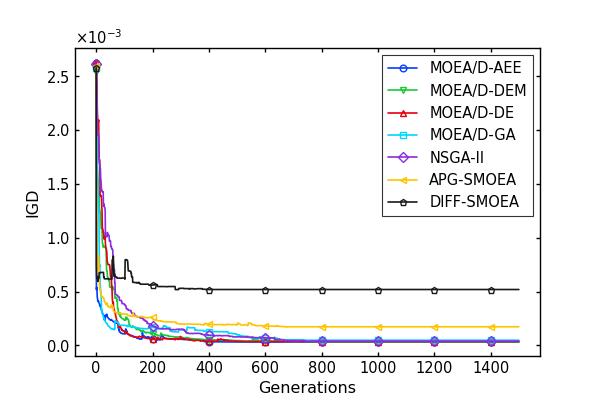 ×10⁻³
2.5
2.0
1.5
1.0
0.5
0.0
IGD
0 200 400 600 800 1000 1200 1400
Generations
MOEA/D-AEE
MOEA/D-DEM
MOEA/D-DE
MOEA/D-GA
NSGA-II
APG-SMOEA
DIFF-SMOEA